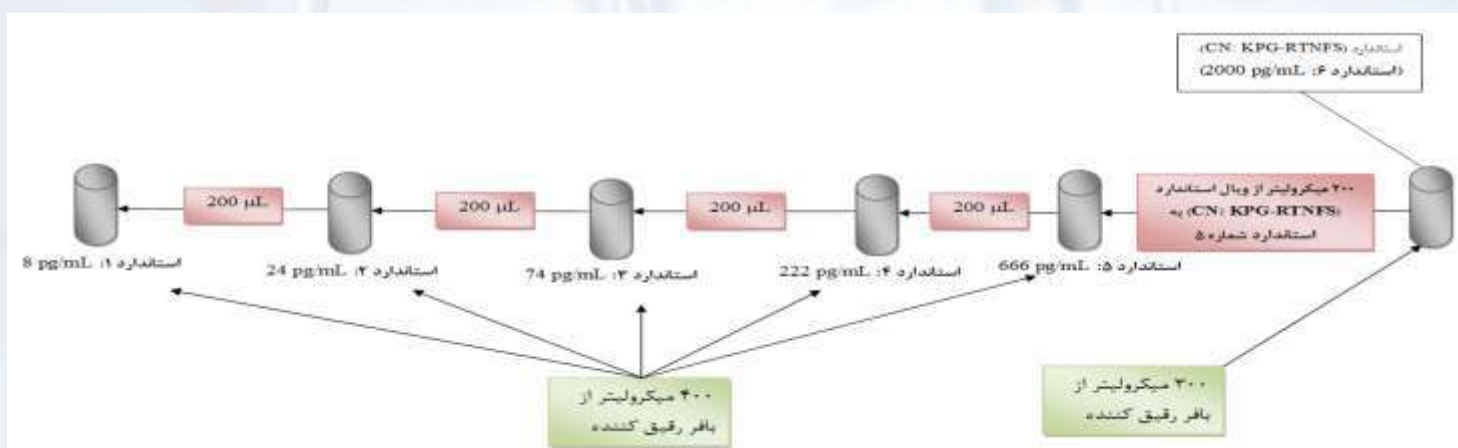 استاندارد (CN: KPG-RTNFS)
(استاندارد ۶: 2000 pg/mL)
۲۰۰ میکرولیتر از ویال استاندارد
(CN: KPG-RTNFS) به
استاندارد شماره ۵
200 µL
200 µL
200 µL
200 µL
استاندارد ۵: 666 pg/mL
استاندارد ۴: 222 pg/mL
استاندارد ۳: 74 pg/mL
استاندارد ۲: 24 pg/mL
استاندارد ۱: 8 pg/mL
۳۰۰ میکرولیتر از
بافر رقیق کننده
۴۰۰ میکرولیتر از
بافر رقیق کننده